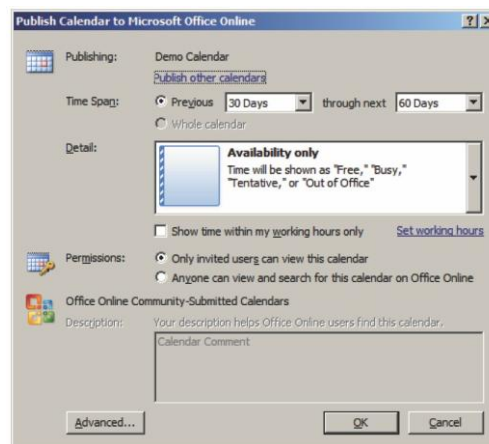 Publish Calendar to Microsoft Office Online
Publishing: Demo Calendar
Publish other calendars
Time Span: Previous 30 Days through next 60 Days
Whole calendar
Detail: Availability only
Time will be shown as "Free," "Busy,"
"Tentative," or "Out of Office"
Show time within my working hours only Set working hours
Permissions: Only invited users can view this calendar
Anyone can view and search for this calendar on Office Online
Office Online Community-Submitted Calendars
Description: Your description helps Office Online users find this calendar.
Calendar Comment
Advanced... OK Cancel